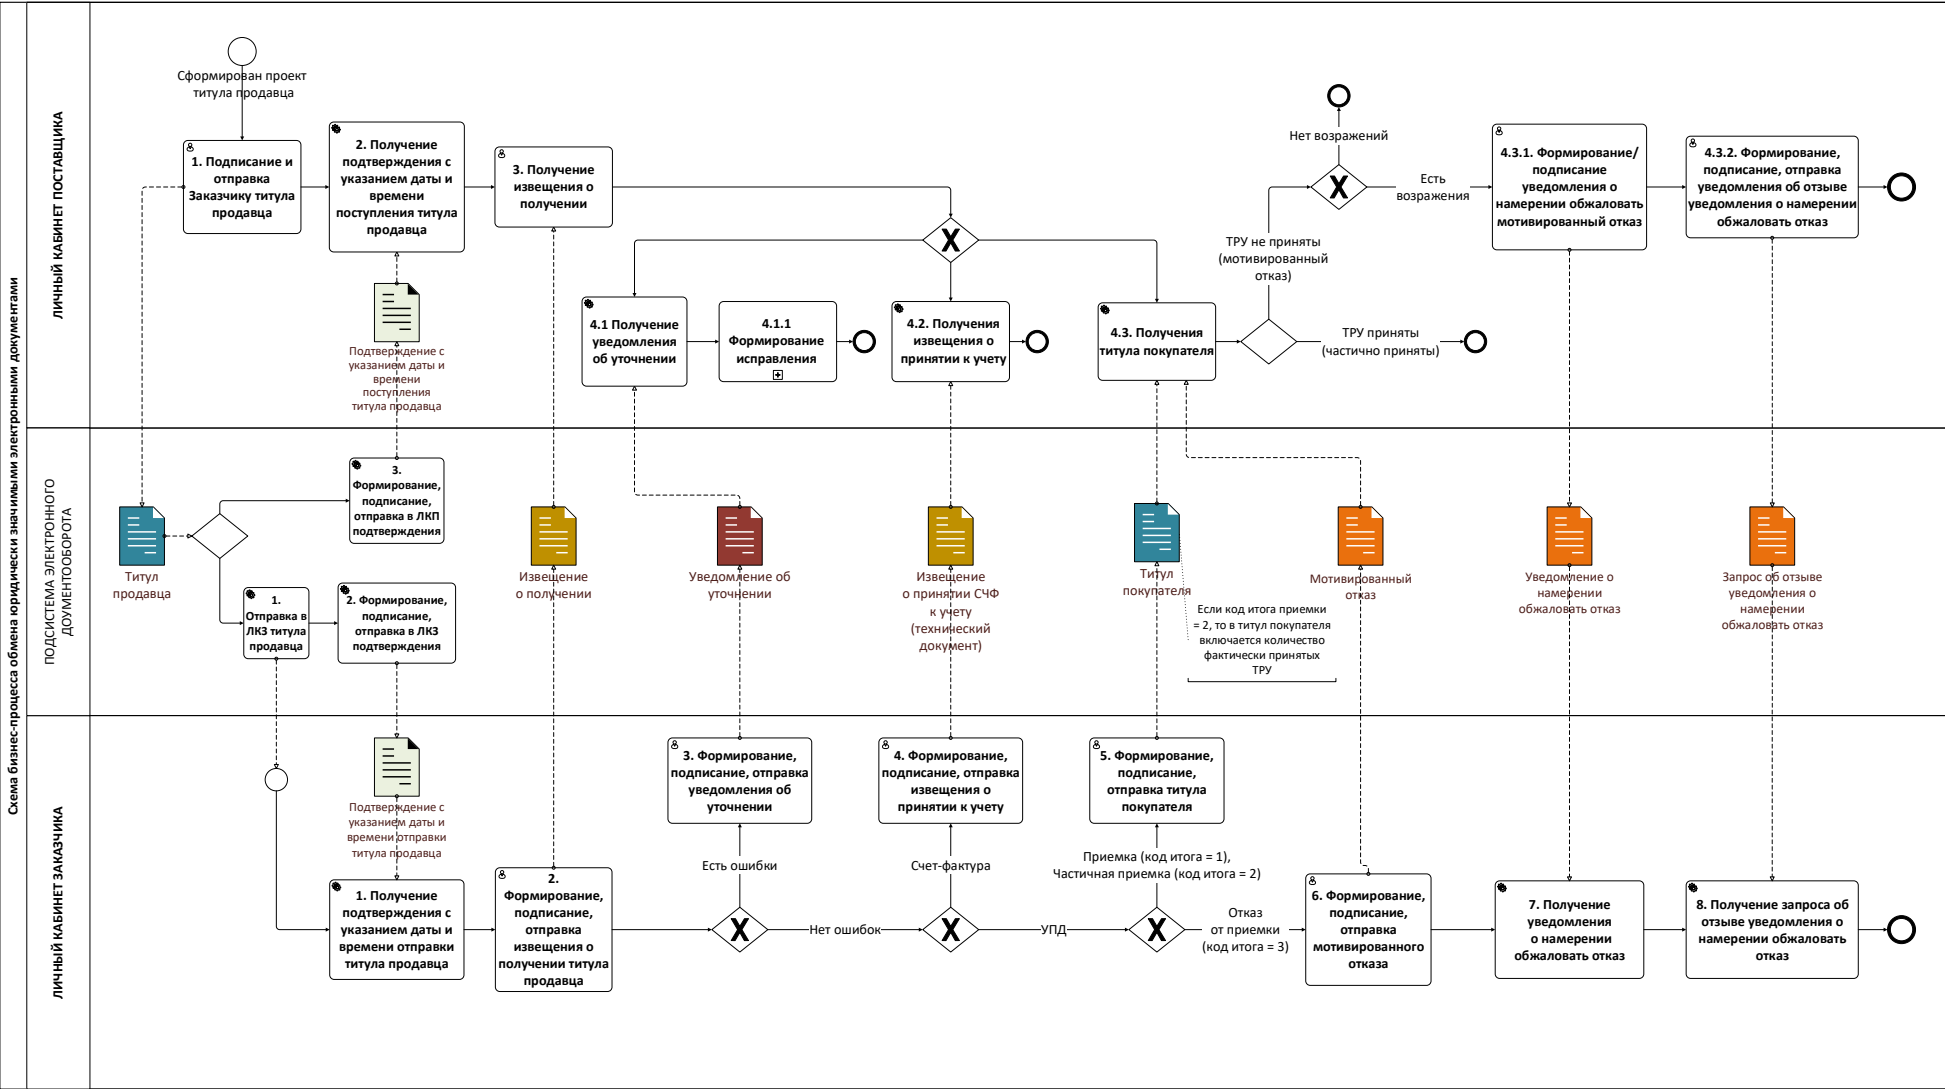 Схема бизнес-процесса обмена юридически значимыми электронными документами
ЛИЧНЫЙ КАБИНЕТ ПОСТАВЩИКА
Сформирован проект
титула продавца
1. Подписание и
отправка
Заказчику титула
продавца
2. Получение
подтверждения с
указанием даты и
времени
поступления титула
продавца
3. Получение
извещения о
получении
Подтверждение с
указанием даты и
времени
поступления
титула продавца
4.1 Получение
уведомления
об уточнении
4.1.1
Формирование
исправления
4.2. Получения
извещения о
принятии к учету
4.3. Получения
титула покупателя
ТРУ не приняты
(мотивированный
отказ)
ТРУ приняты
(частично приняты)
Нет возражений
Есть
возражения
4.3.1. Формирование/
подписание
уведомления о
намерении обжаловать
мотивированный отказ
4.3.2. Формирование,
подписание, отправка
уведомления об отзыве
уведомления о намерении
обжаловать отказ
ПОДСИСТЕМА ЭЛЕКТРОННОГО
ДОКУМЕНТООБОРОТА
Титул
продавца
3.
Формирование,
подписание,
отправка в ЛКП
подтверждения
1.
Отправка в
ЛКЗ титула
продавца
2. Формирование,
подписание,
отправка в ЛКЗ
подтверждения
Извещение
о получении
Уведомление об
уточнении
Извещение
о принятии СЧФ
к учету
(технический
документ)
Титул
покупателя
Если код итога приемки
= 2, то в титул покупателя
включается количество
фактически принятых
ТРУ
Мотивированный
отказ
Уведомление о
намерении
обжаловать отказ
Запрос об отзыве
уведомления о
намерении
обжаловать отказ
ЛИЧНЫЙ КАБИНЕТ ЗАКАЗЧИКА
Подтверждение с
указанием даты и
времени отправки
титула продавца
1. Получение
подтверждения с
указанием даты и
времени отправки
титула продавца
2.
Формирование,
подписание,
отправка
извещения о
получении титула
продавца
3. Формирование,
подписание, отправка
уведомления об
уточнении
Есть ошибки
Нет ошибок
4. Формирование,
подписание, отправка
извещения о
принятии к учету
Счет-фактура
УПД
5. Формирование,
подписание,
отправка титула
покупателя
Приемка (код итога = 1),
Частичная приемка (код итога = 2)
Отказ
от приемки
(код итога = 3)
6. Формирование,
подписание,
отправка
мотивированного
отказа
7. Получение
уведомления
о намерении
обжаловать отказ
8. Получение запроса об
отзыве уведомления о
намерении обжаловать
отказ